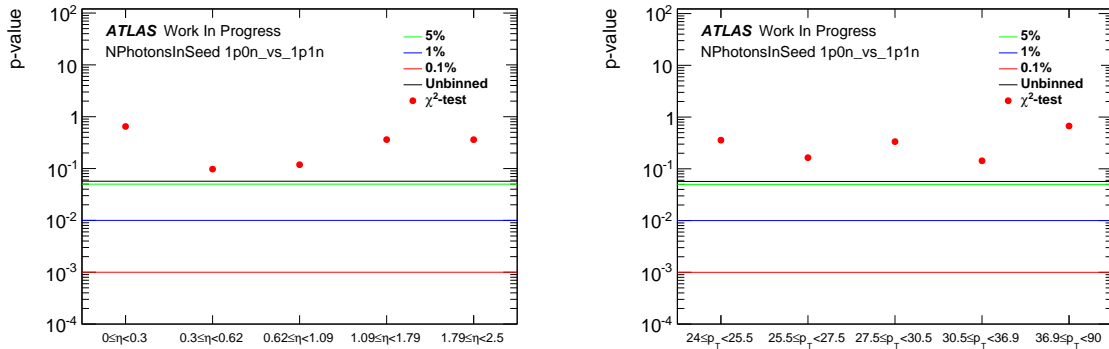 p-value
ATLAS Work In Progress
NPhotonsInSeed 1p0n_vs_1p1n
5%
1%
0.1%
Unbinned
χ²-test
10²
10
1
10⁻¹
10⁻²
10⁻³
10⁻⁴
0≤η<0.3 0.3≤η<0.62 0.62≤η<1.09 1.09≤η<1.79 1.79≤η<2.5
p-value
ATLAS Work In Progress
NPhotonsInSeed 1p0n_vs_1p1n
5%
1%
0.1%
Unbinned
χ²-test
10²
10
1
10⁻¹
10⁻²
10⁻³
10⁻⁴
24≤p_T<25.5 25.5≤p_T<27.5 27.5≤p_T<30.5 30.5≤p_T<36.9 36.9≤p_T<90